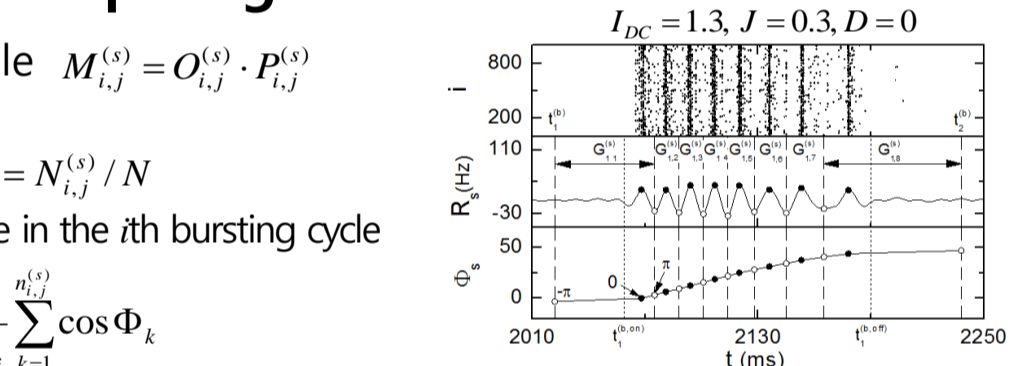 le M_{i,j}^{(s)} = O_{i,j}^{(s)} · P_{i,j}^{(s)}
= N_{i,j}^{(s)} / N
e in the ith bursting cycle
∑_{k=1}^{n_{i,j}^{(s)}} cos Φ_k
I_{DC} = 1.3, J = 0.3, D = 0
i
800
200
t_1^{(b)}
t_2^{(b)}
R_s(Hz)
110
-30
G_{1,1}^{(s)} G_{1,2}^{(s)} G_{1,3}^{(s)} G_{1,4}^{(s)} G_{1,5}^{(s)} G_{1,6}^{(s)} G_{1,7}^{(s)} G_{1,8}^{(s)}
Φ_s
50
0
-π
0
π
2010 t_1^{(b,on)} 2130 t_1^{(b,off)} 2250
t (ms)